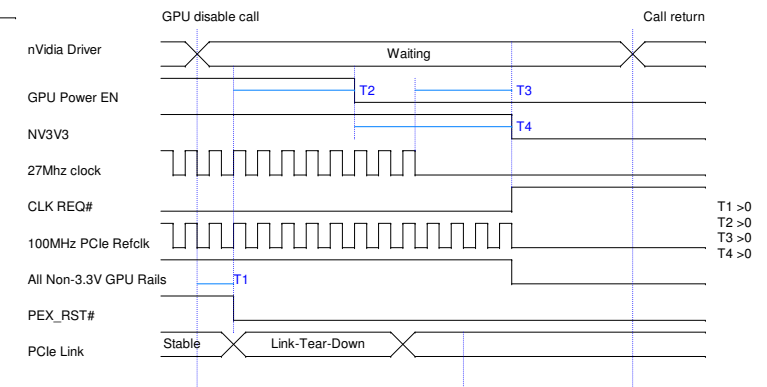 GPU disable call Call return
nVidia Driver Waiting
GPU Power EN T2 T3
NV3V3 T4
27Mhz clock
CLK REQ#
T1 >0
T2 >0
100MHz PCIe Refclk T3 >0
T4 >0
All Non-3.3V GPU Rails T1
PEX_RST#
PCIe Link Stable Link-Tear-Down